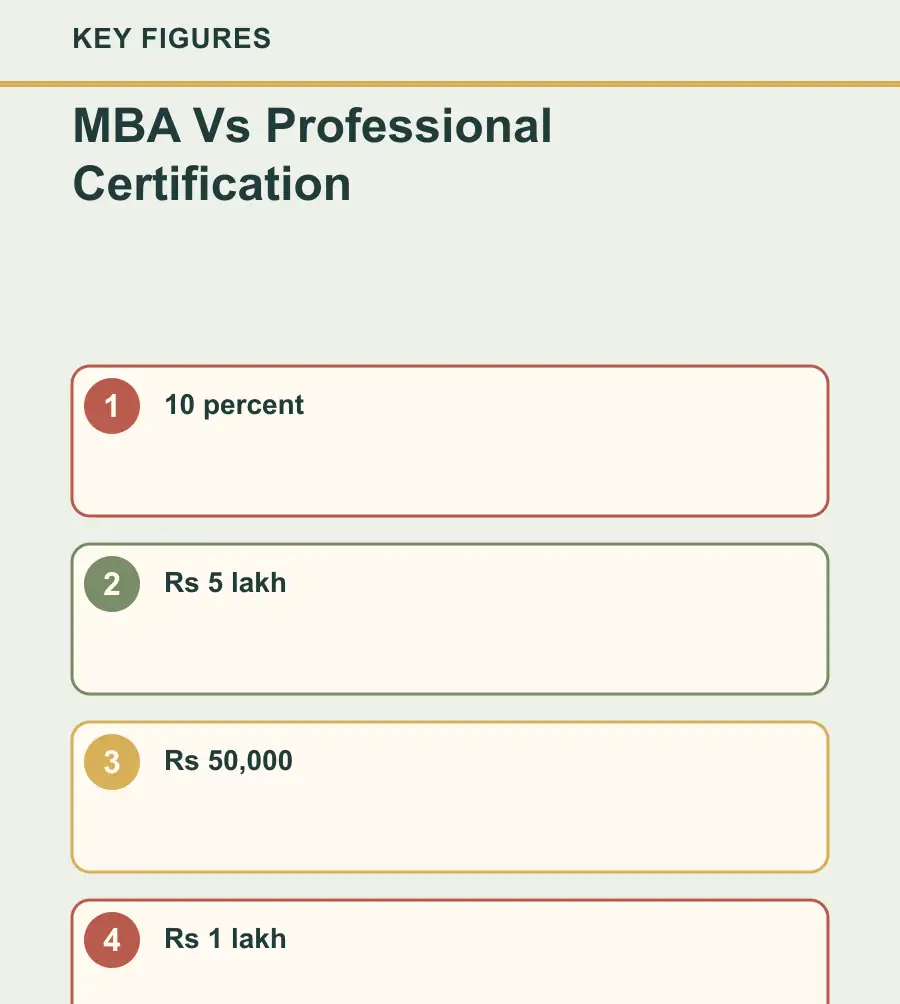 KEY FIGURES
MBA Vs Professional
Certification
1 10 percent
2 Rs 5 lakh
3 Rs 50,000
4 Rs 1 lakh